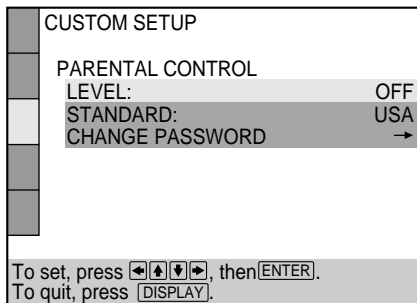 CUSTOM SETUP
PARENTAL CONTROL
LEVEL: OFF
STANDARD: USA
CHANGE PASSWORD →
To set, press ←↑↓→, then ENTER.
To quit, press DISPLAY.